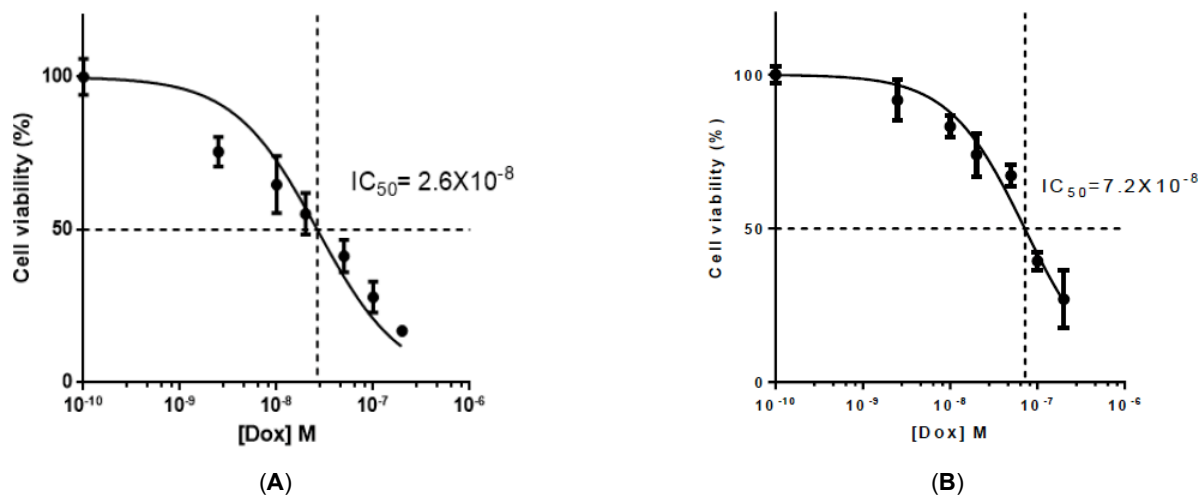 Cell viability (%)
100
50
0
IC50= 2.6X10-8
10-10
10-9
10-8
10-7
10-6
[Dox] M
(A)
Cell viability (%)
100
50
0
IC50=7.2X10-8
10-10
10-9
10-8
10-7
10-6
[Dox] M
(B)